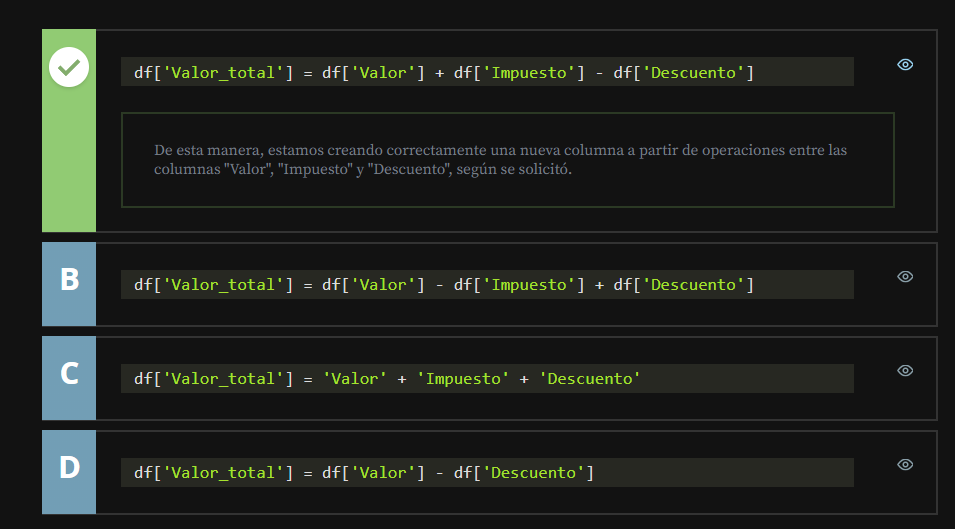 df['Valor_total'] = df['Valor'] + df['Impuesto'] - df['Descuento']
De esta manera, estamos creando correctamente una nueva columna a partir de operaciones entre las
columnas "Valor", "Impuesto" y "Descuento", según se solicitó.
B
df['Valor_total'] = df['Valor'] - df['Impuesto'] + df['Descuento']
C
df['Valor_total'] = 'Valor' + 'Impuesto' + 'Descuento'
D
df['Valor_total'] = df['Valor'] - df['Descuento']